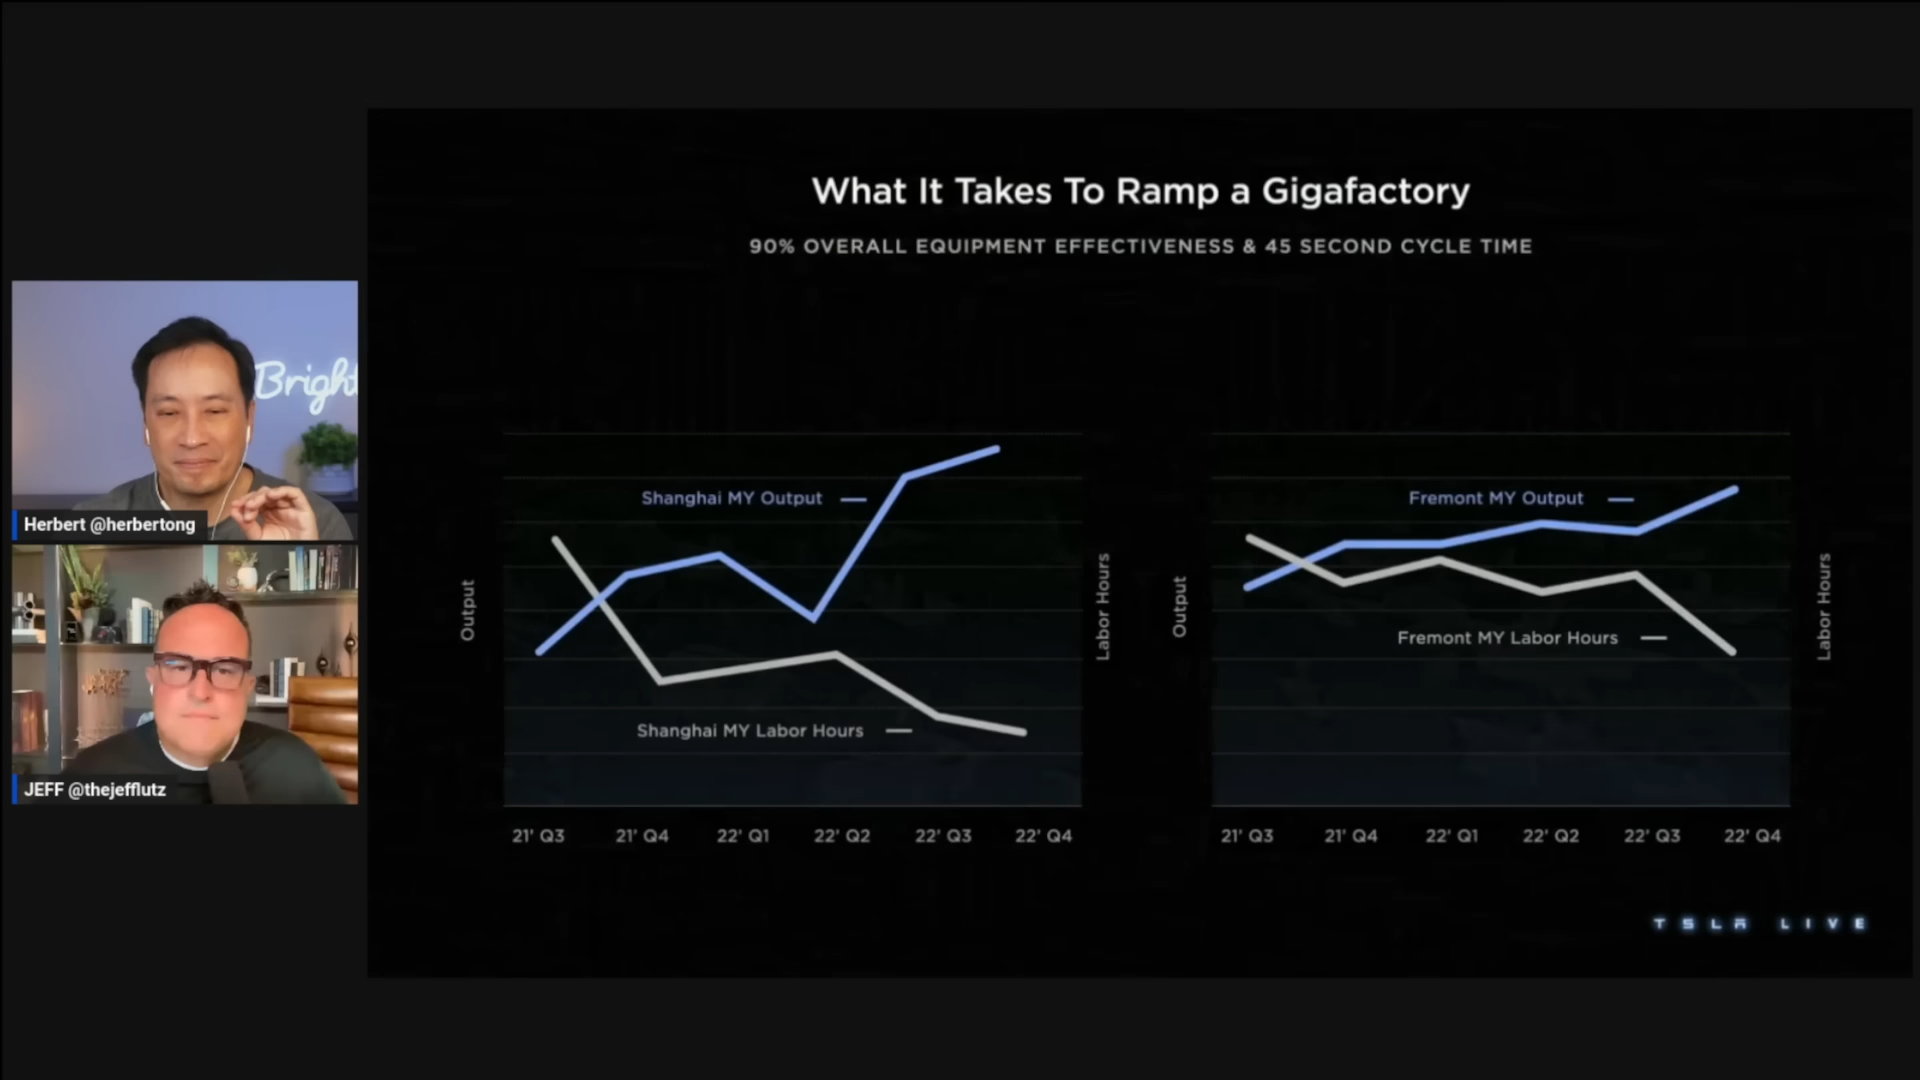 What It Takes To Ramp a Gigafactory
90% OVERALL EQUIPMENT EFFECTIVENESS & 45 SECOND CYCLE TIME
Bright
Herbert @herbertong
JEFF @thejefflutz
Output
Shanghai MY Output
Shanghai MY Labor Hours
Labor Hours
21' Q3
21' Q4
22' Q1
22' Q2
22' Q3
22' Q4
Output
Fremont MY Output
Fremont MY Labor Hours
Labor Hours
21' Q3
21' Q4
22' Q1
22' Q2
22' Q3
22' Q4
TSLA LIVE